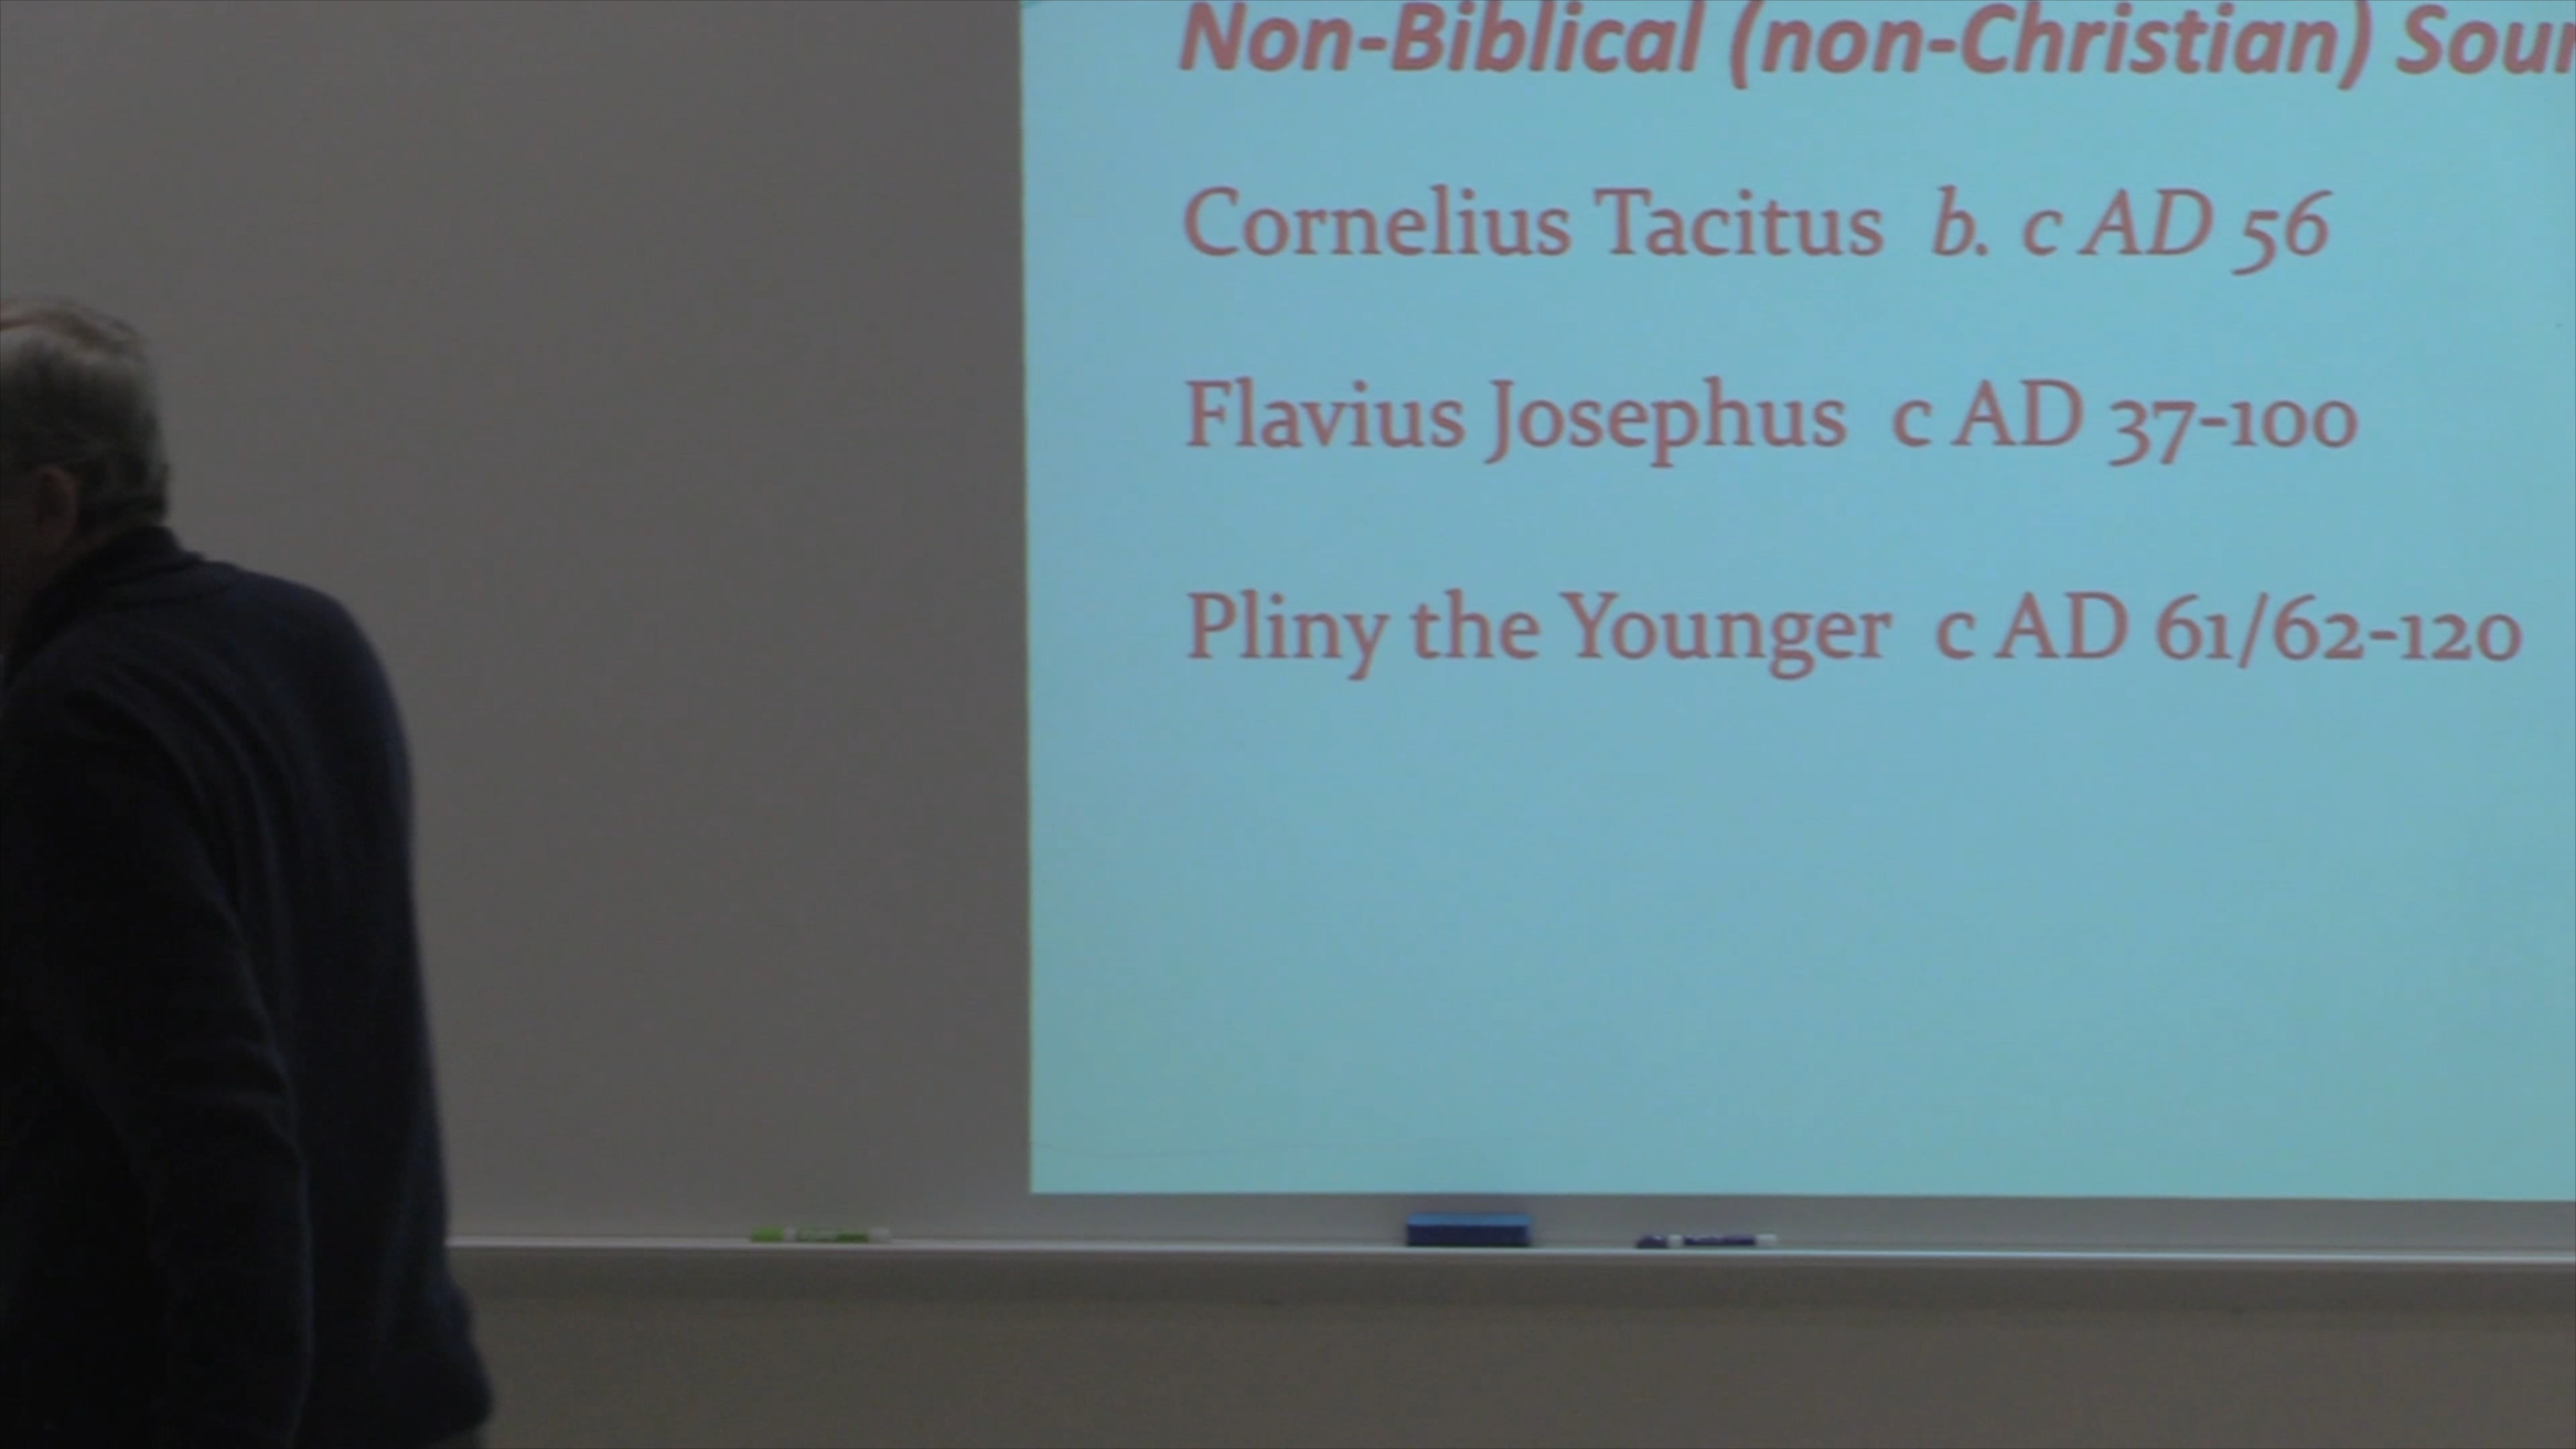 Non-Biblical (non-Christian)
Cornelius Tacitus b. c AD 56
Flavius Josephus c AD 37-100
Pliny the Younger c AD 61/62-120